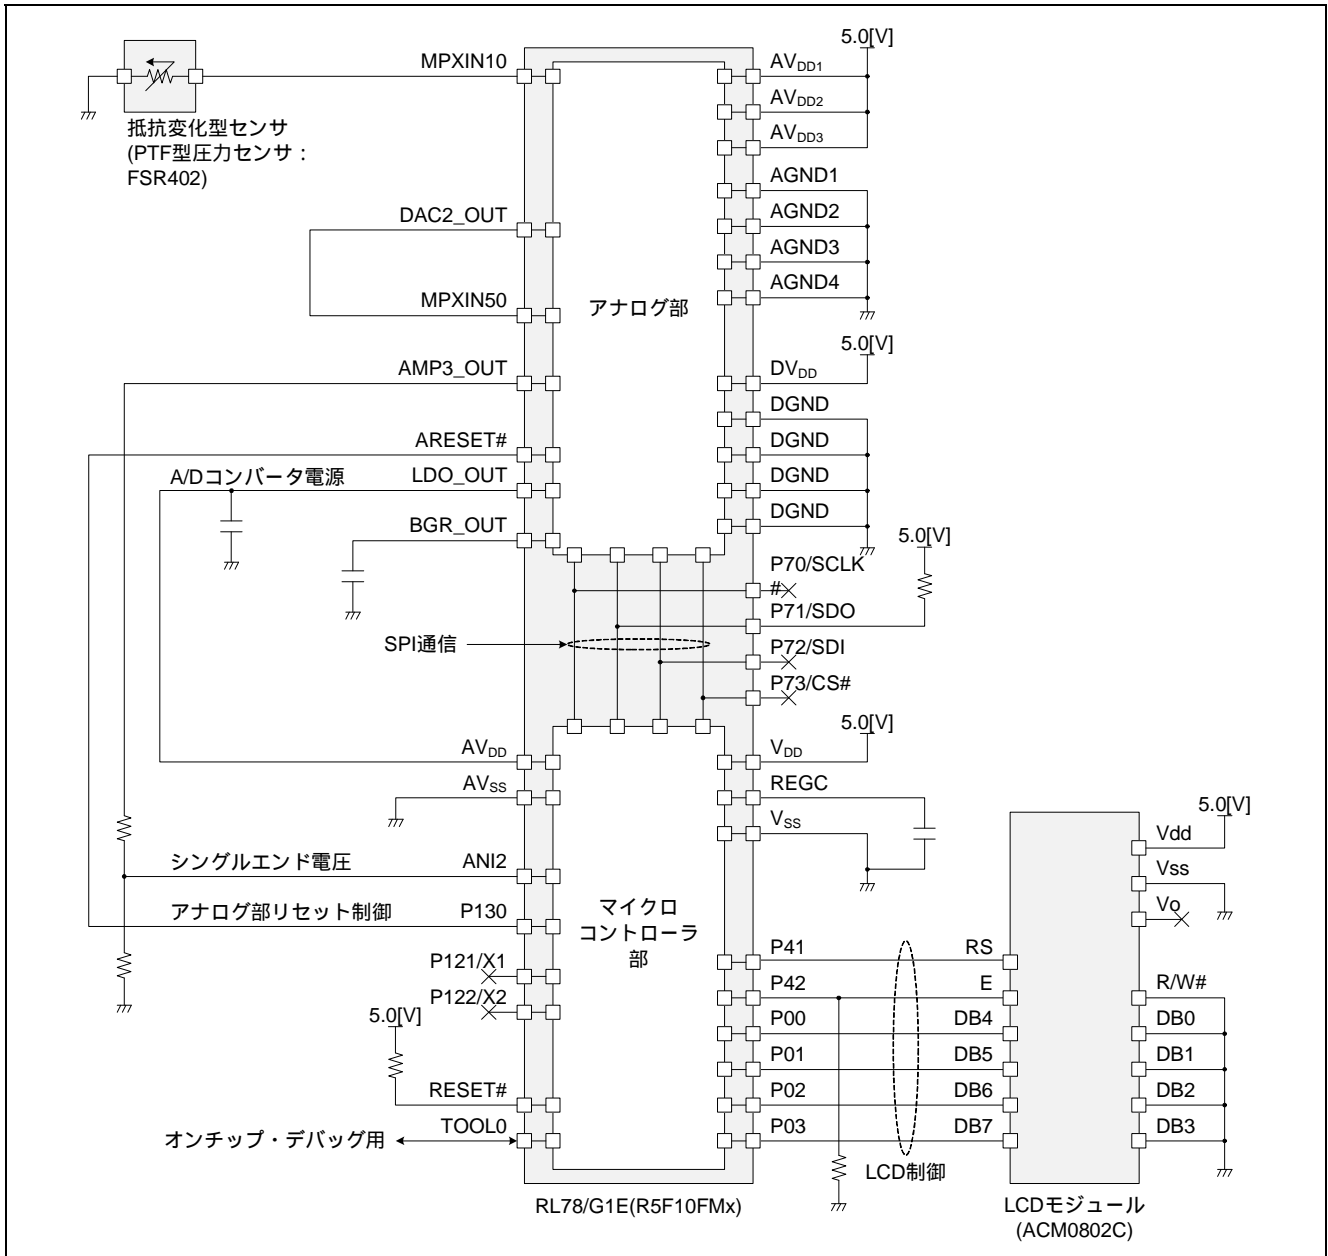 5.0[V]
MPXIN10
AV_DD1
AV_DD2
抵抗変化型センサ
(PTF型圧力センサ：
FSR402)
AV_DD3
AGND1
DAC2_OUT
AGND2
AGND3
AGND4
MPXIN50
アナログ部
5.0[V]
AMP3_OUT
DV_DD
DGND
ARESET#
DGND
A/Dコンバータ電源
LDO_OUT
DGND
BGR_OUT
DGND
5.0[V]
P70/SCLK
#
P71/SDO
SPI通信
P72/SDI
P73/CS#
5.0[V]
AV_DD
V_DD
AV_SS
REGC
V_SS
5.0[V]
Vdd
シングルエンド電圧
ANI2
Vss
アナログ部リセット制御
P130
マイクロ
コントローラ
部
Vo
P121/X1
P41
RS
P122/X2
P42
E
R/W#
5.0[V]
P00
DB4
DB0
P01
DB5
DB1
RESET#
P02
DB6
DB2
オンチップ・デバッグ用
TOOL0
P03
DB7
DB3
LCD制御
RL78/G1E(R5F10FMx)
LCDモジュール
(ACM0802C)